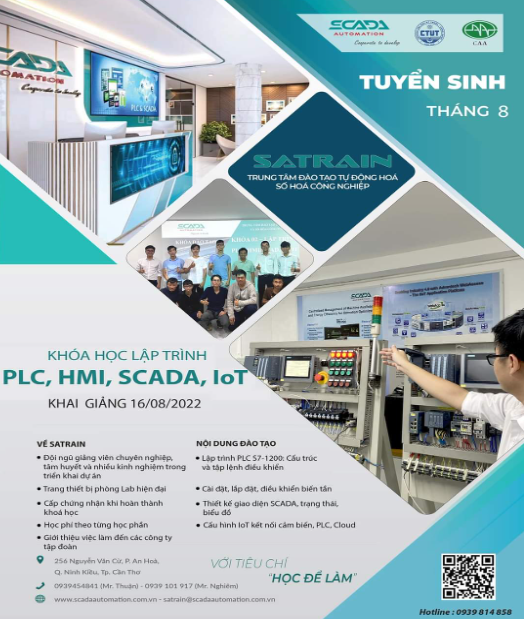 SCADA
AUTOMATION
Corporate to develop
CTUT
CAA
TUYỂN SINH
THÁNG 8
SCADA
AUTOMATION
PLC & SCADA
SATRAIN
TRUNG TÂM ĐÀO TẠO TỰ ĐỘNG HOÁ
SỐ HOÁ CÔNG NGHIỆP
SCADA
SCADA
KHÓA HỌC LẬP TRÌNH
PLC, HMI, SCADA, IoT
KHAI GIẢNG 16/08/2022
VỀ SATRAIN
• Đội ngũ giảng viên chuyên nghiệp,
tâm huyết và nhiều kinh nghiệm trong
triển khai dự án
• Trang thiết bị phòng Lab hiện đại
• Cấp chứng nhận khi hoàn thành
khoá học
• Học phí theo từng học phần
• Giới thiệu việc làm đến các công ty
tập đoàn
NỘI DUNG ĐÀO TẠO
• Lập trình PLC S7-1200: Cấu trúc
và tập lệnh điều khiển
• Cài đặt, lắp đặt, điều khiển biến tần
• Thiết kế giao diện SCADA, trạng thái,
biểu đồ
• Cấu hình IoT kết nối cảm biến, PLC, Cloud
256 Nguyễn Văn Cừ, P. An Hoà,
Q. Ninh Kiều, Tp. Cần Thơ
0939454841 (Mr. Thuận) - 0939 101 917 (Mr. Nghiêm)
www.scadaautomation.com.vn - satrain@scadaautomation.com.vn
VỚI TIÊU CHÍ
"HỌC ĐỂ LÀM"
Hotline : 0939 814 858